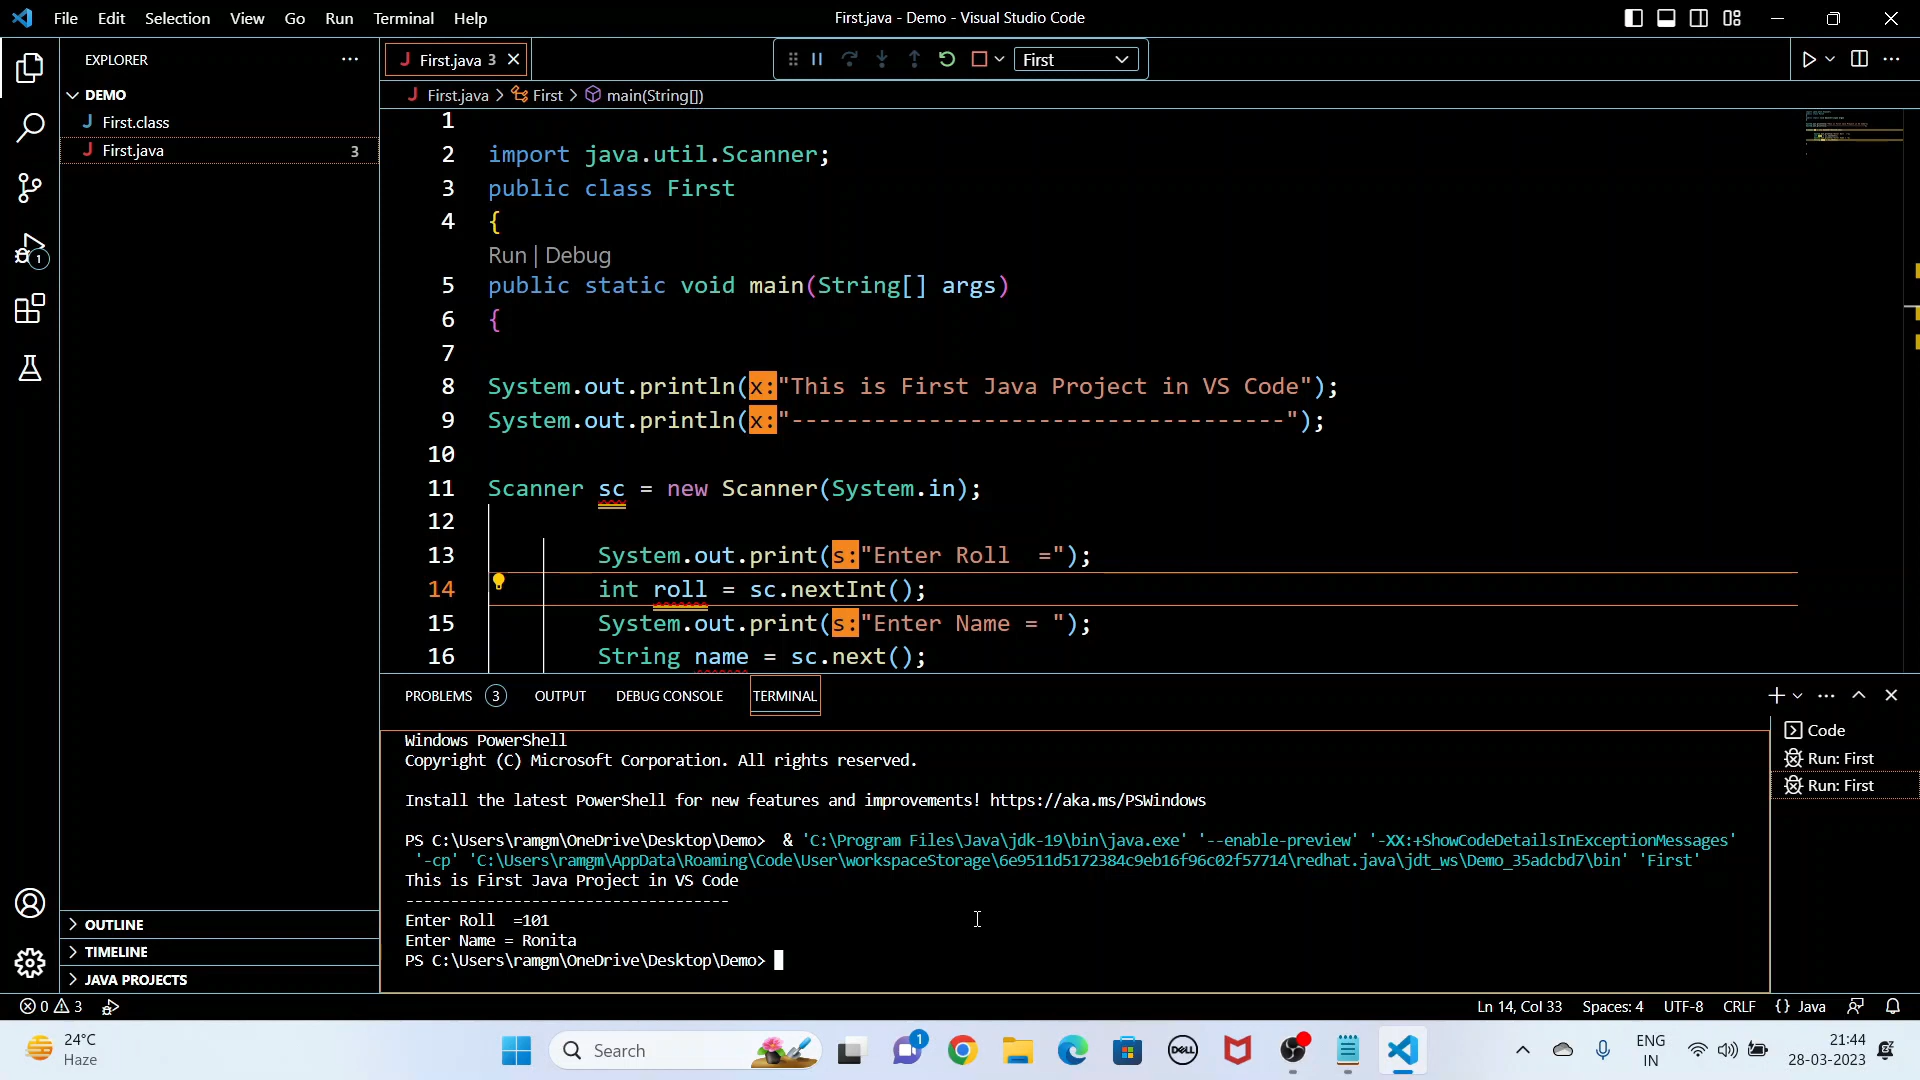 File Edit Selection View Go Run Terminal Help
First.java - Demo - Visual Studio Code
EXPLORER
DEMO
First.class
First.java 3
1
OUTLINE
TIMELINE
JAVA PROJECTS
First.java 3
First
First.java > First > main(String[])
1
2 import java.util.Scanner;
3 public class First
4 {
Run | Debug
5 public static void main(String[] args)
6 {
7
8 System.out.println(x:"This is First Java Project in VS Code");
9 System.out.println(x:"------------------------------------");
10
11 Scanner sc = new Scanner(System.in);
12
13 System.out.print(s:"Enter Roll  =");
14 int roll = sc.nextInt();
15 System.out.print(s:"Enter Name = ");
16 String name = sc.next();
PROBLEMS 3 OUTPUT DEBUG CONSOLE TERMINAL
Windows PowerShell
Copyright (C) Microsoft Corporation. All rights reserved.
Install the latest PowerShell for new features and improvements! https://aka.ms/PSWindows
PS C:\Users\ramgm\OneDrive\Desktop\Demo>  & 'C:\Program Files\Java\jdk-19\bin\java.exe' '--enable-preview' '-XX:+ShowCodeDetailsInExceptionMessages'
'-cp' 'C:\Users\ramgm\AppData\Roaming\Code\User\workspaceStorage\6e9511d5172384c9eb16f96c02f57714\redhat.java\jdt_ws\Demo_35adcbd7\bin' 'First'
This is First Java Project in VS Code
------------------------------------
Enter Roll  =101
Enter Name = Ronita
PS C:\Users\ramgm\OneDrive\Desktop\Demo>
Code
Run: First
Run: First
0 3
Ln 14, Col 33 Spaces: 4 UTF-8 CRLF {} Java
24°C
Haze
Search
1
DELL
ENG
IN
21:44
28-03-2023